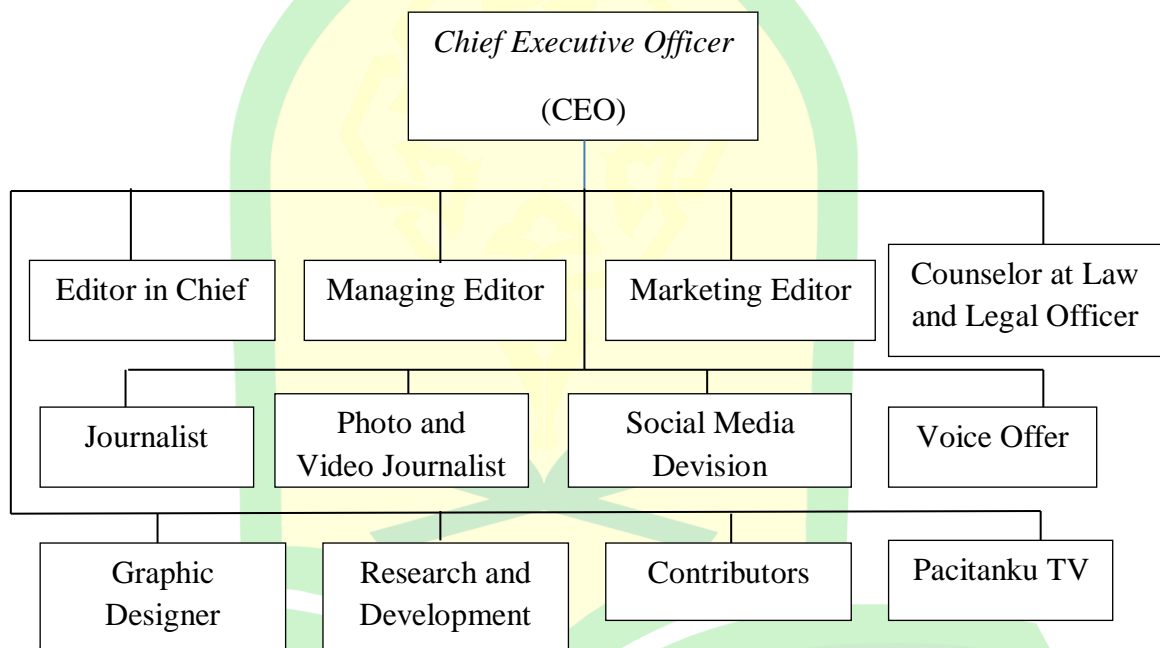 Chief Executive Officer
(CEO)
Editor in Chief
Managing Editor
Marketing Editor
Counselor at Law
and Legal Officer
Journalist
Photo and
Video Journalist
Social Media
Devision
Voice Offer
Graphic
Designer
Research and
Development
Contributors
Pacitanku TV